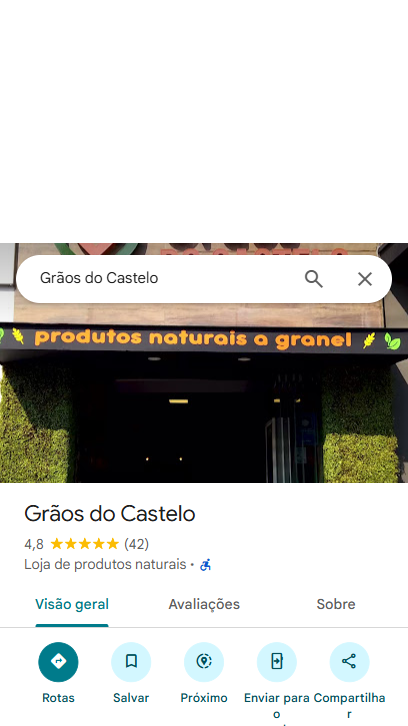 Grãos do Castelo
produtos naturais a granel
Grãos do Castelo
4,8 (42)
Loja de produtos naturais ·
Visão geral Avaliações Sobre
Rotas Salvar Próximo Enviar para o Compartilhar